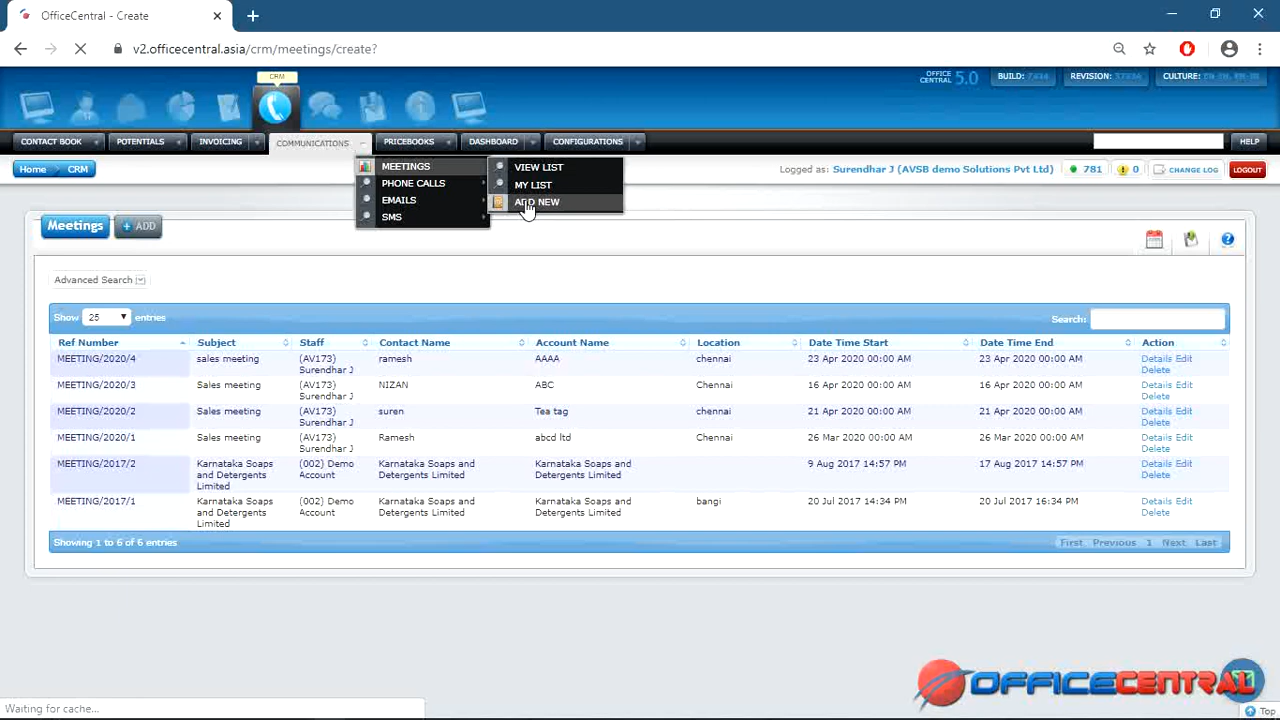 OfficeCentral - Create
v2.officecentral.asia/crm/meetings/create?
CRM
OFFICE CENTRAL 5.0
BUILD:
REVISION:
CULTURE:
CONTACT BOOK
POTENTIALS
INVOICING
COMMUNICATIONS
PRICEBOOKS
DASHBOARD
CONFIGURATIONS
HELP
Home
CRM
Logged as: Surendhar J (AVSB demo Solutions Pvt Ltd)
781
0
CHANGE LOG
LOGOUT
MEETINGS
PHONE CALLS
EMAILS
SMS
VIEW LIST
MY LIST
ADD NEW
Meetings
+ ADD
Advanced Search
Show 25 entries
Search:
Ref Number Subject Staff Contact Name Account Name Location Date Time Start Date Time End Action
MEETING/2020/4 sales meeting (AV173) ramesh AAAA chennai 23 Apr 2020 00:00 AM 23 Apr 2020 00:00 AM Details Edit
Surendhar J Delete
MEETING/2020/3 Sales meeting (AV173) NIZAN ABC Chennai 16 Apr 2020 00:00 AM 16 Apr 2020 00:00 AM Details Edit
Surendhar J Delete
MEETING/2020/2 Sales meeting (AV173) suren Tea tag chennai 21 Apr 2020 00:00 AM 21 Apr 2020 00:00 AM Details Edit
Surendhar J Delete
MEETING/2020/1 Sales meeting (AV173) Ramesh abcd ltd Chennai 26 Mar 2020 00:00 AM 26 Mar 2020 00:00 AM Details Edit
Surendhar J Delete
MEETING/2017/2 Karnataka Soaps (002) Demo Karnataka Soaps and Karnataka Soaps and 9 Aug 2017 14:57 PM 17 Aug 2017 14:57 PM Details Edit
and Detergents Account Detergents Limited Detergents Limited Delete
Limited
MEETING/2017/1 Karnataka Soaps (002) Demo Karnataka Soaps and Karnataka Soaps and bangi 20 Jul 2017 14:34 PM 20 Jul 2017 16:34 PM Details Edit
and Detergents Account Detergents Limited Detergents Limited Delete
Limited
Showing 1 to 6 of 6 entries
First Previous 1 Next Last
OFFICECENTRAL
Waiting for cache...
Top